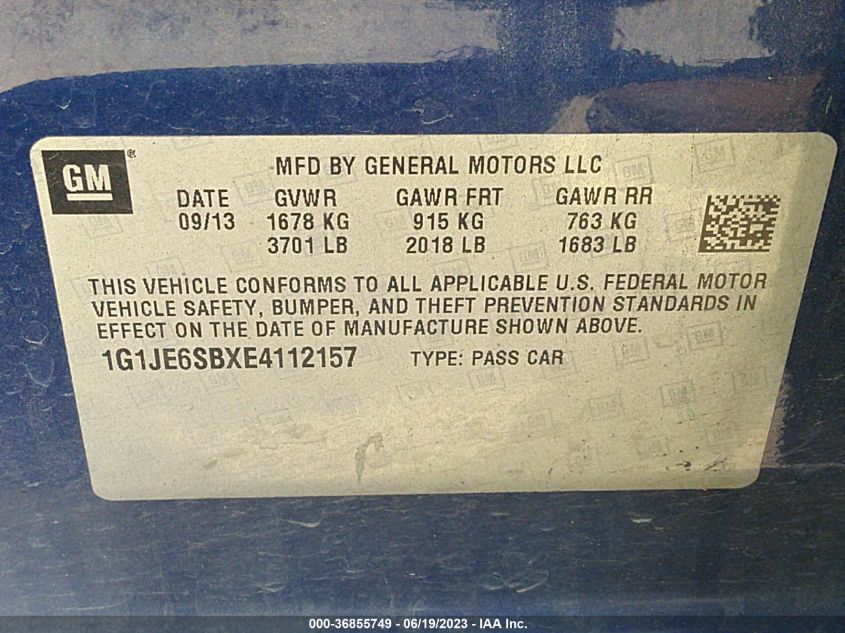 GM®
MFD BY GENERAL MOTORS LLC
DATE GVWR GAWR FRT GAWR RR
09/13 1678 KG 915 KG 763 KG
3701 LB 2018 LB 1683 LB
THIS VEHICLE CONFORMS TO ALL APPLICABLE U.S. FEDERAL MOTOR
VEHICLE SAFETY, BUMPER, AND THEFT PREVENTION STANDARDS IN
EFFECT ON THE DATE OF MANUFACTURE SHOWN ABOVE.
1G1JE6SBXE4112157 TYPE: PASS CAR
000-36855749 - 06/19/2023 - IAA Inc.